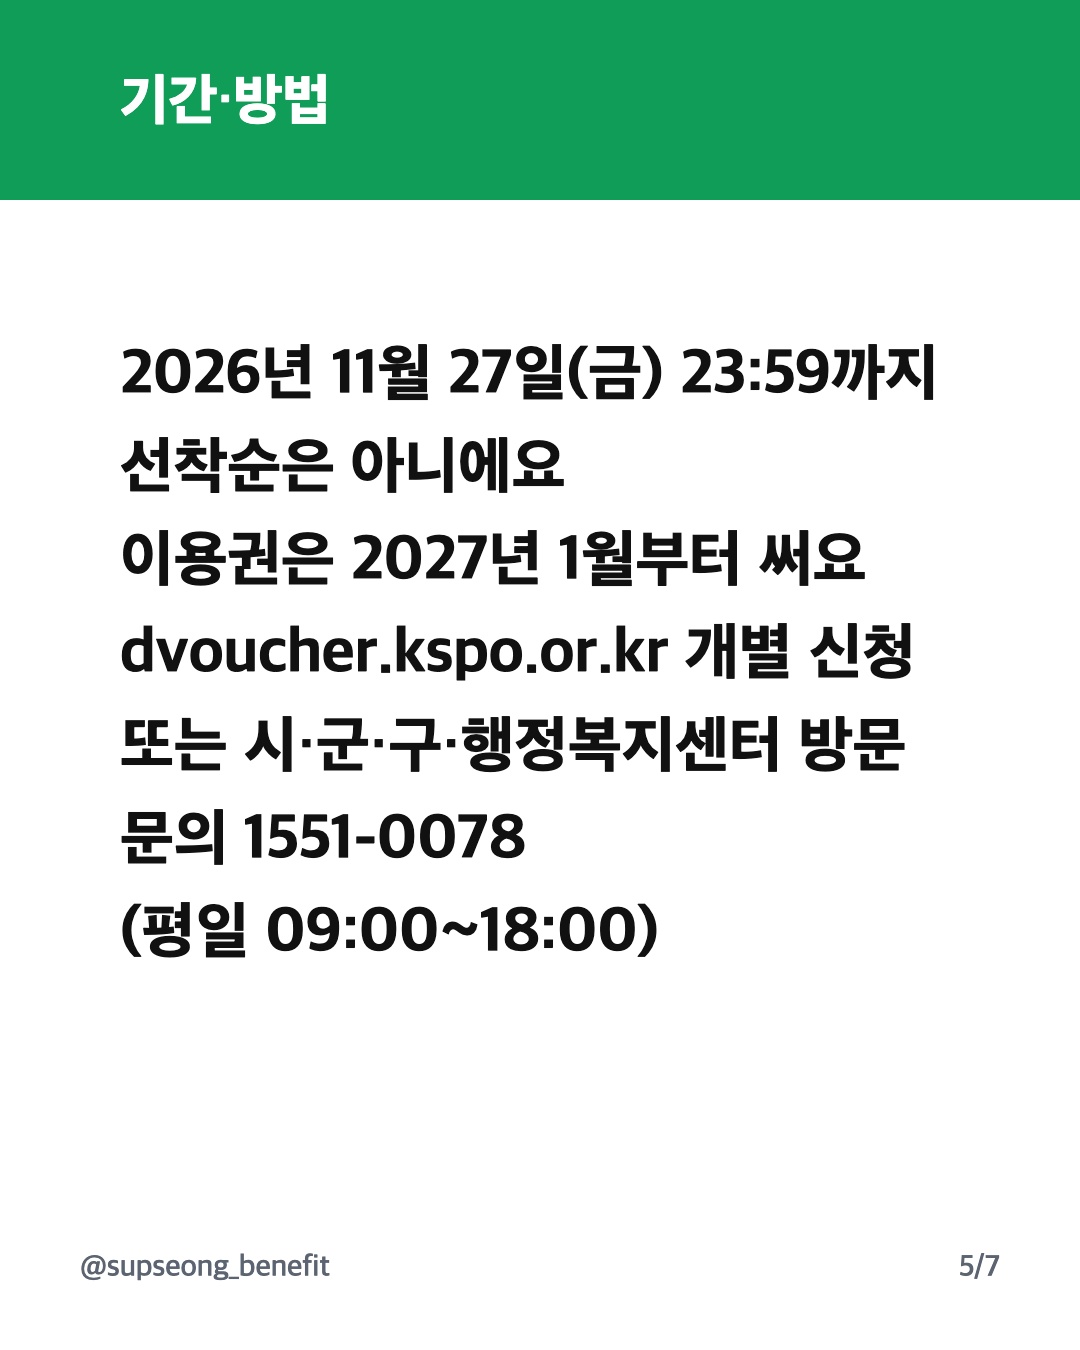 기간·방법
2026년 11월 27일(금) 23:59까지
선착순은 아니에요
이용권은 2027년 1월부터 써요
dvoucher.kspo.or.kr 개별 신청
또는 시·군·구·행정복지센터 방문
문의 1551-0078
(평일 09:00~18:00)
@supseong_benefit
5/7